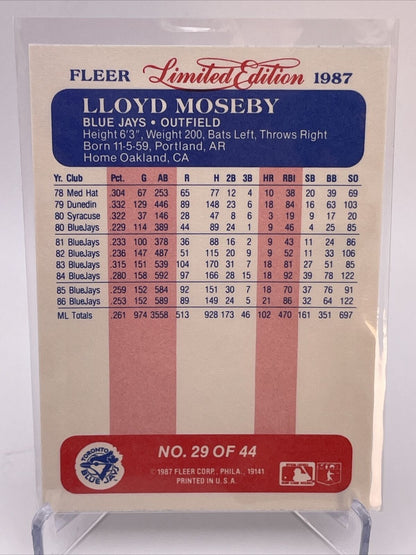 FLEER Limited Edition 1987
LLOYD MOSEBY
BLUE JAYS • OUTFIELD
Height 6'3", Weight 200, Bats Left, Throws Right
Born 11-5-59, Portland, AR
Home Oakland, CA
Yr. Club Pct. G AB R H 2B 3B HR RBI SB BB SO
78 Med Hat .304 67 253 65 77 12 4 10 38 20 39 69
79 Dunedin .332 129 446 89 148 23 6 18 84 16 63 103
80 Syracuse .322 37 146 28 47 8 6 3 19 9 17 20
80 BlueJays .229 114 389 44 89 24 1 9 46 4 25 85
81 BlueJays .233 100 378 36 88 16 2 9 43 11 24 86
82 BlueJays .236 147 487 51 115 20 9 9 52 11 33 106
83 BlueJays .315 151 539 104 170 31 7 18 81 27 51 85
84 BlueJays .280 158 592 97 166 28 15 18 92 39 78 122
85 BlueJays .259 152 584 92 151 30 7 18 70 37 76 91
86 BlueJays .253 152 589 89 149 24 5 21 86 32 64 122
ML Totals .261 974 3558 513 928 173 46 102 470 161 351 697
TORONTO
BLUE JAYS
NO. 29 OF 44
© 1987 FLEER CORP., PHILA., 19141
PRINTED IN U.S.A.